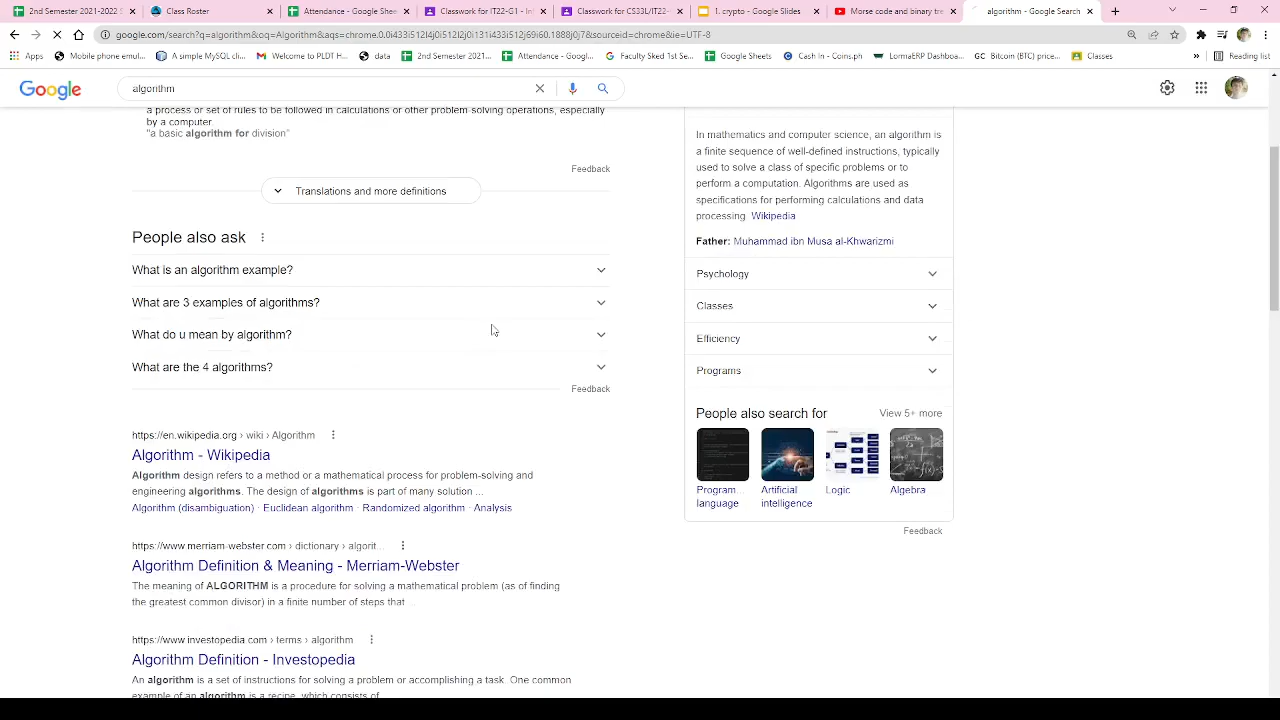 2nd Semester 2021-2022 S
Class Roster
Attendance - Google Shee
Classwork for IT22-G1 - In
Classwork for CS33L/IT22-
1. crypto - Google Slides
Morse code and binary tre
algorithm - Google Search
google.com/search?q=algorithm&oq=Algorithm&aqs=chrome.0.0i433i512j4j0i512l2j0i131i433i512j69i60.1888j0j7&sourceid=chrome&ie=UTF-8
Apps
Mobile phone emul...
A simple MySQL cli...
Welcome to PLDT H...
data
2nd Semester 2021...
Attendance - Googl...
Faculty Sked 1st Se...
Google Sheets
Cash In - Coins.ph
LormaERP Dashboa...
Bitcoin (BTC) price...
Classes
»
Reading list
Google
algorithm
a process or set of rules to be followed in calculations or other problem-solving operations, especially
by a computer.
"a basic algorithm for division"
Feedback
Translations and more definitions
People also ask
What is an algorithm example?
What are 3 examples of algorithms?
What do u mean by algorithm?
What are the 4 algorithms?
Feedback
https://en.wikipedia.org › wiki › Algorithm
Algorithm - Wikipedia
Algorithm design refers to a method or a mathematical process for problem-solving and
engineering algorithms. The design of algorithms is part of many solution ...
Algorithm (disambiguation) · Euclidean algorithm · Randomized algorithm · Analysis
https://www.merriam-webster.com › dictionary › algorit...
Algorithm Definition & Meaning - Merriam-Webster
The meaning of ALGORITHM is a procedure for solving a mathematical problem (as of finding
the greatest common divisor) in a finite number of steps that ...
https://www.investopedia.com › terms › algorithm
Algorithm Definition - Investopedia
An algorithm is a set of instructions for solving a problem or accomplishing a task. One common
example of an algorithm is a recipe, which consists of
In mathematics and computer science, an algorithm is
a finite sequence of well-defined instructions, typically
used to solve a class of specific problems or to
perform a computation. Algorithms are used as
specifications for performing calculations and data
processing. Wikipedia
Father: Muhammad ibn Musa al-Khwarizmi
Psychology
Classes
Efficiency
Programs
People also search for
View 5+ more
Program...
language
Artificial
intelligence
Logic
Algebra
Feedback